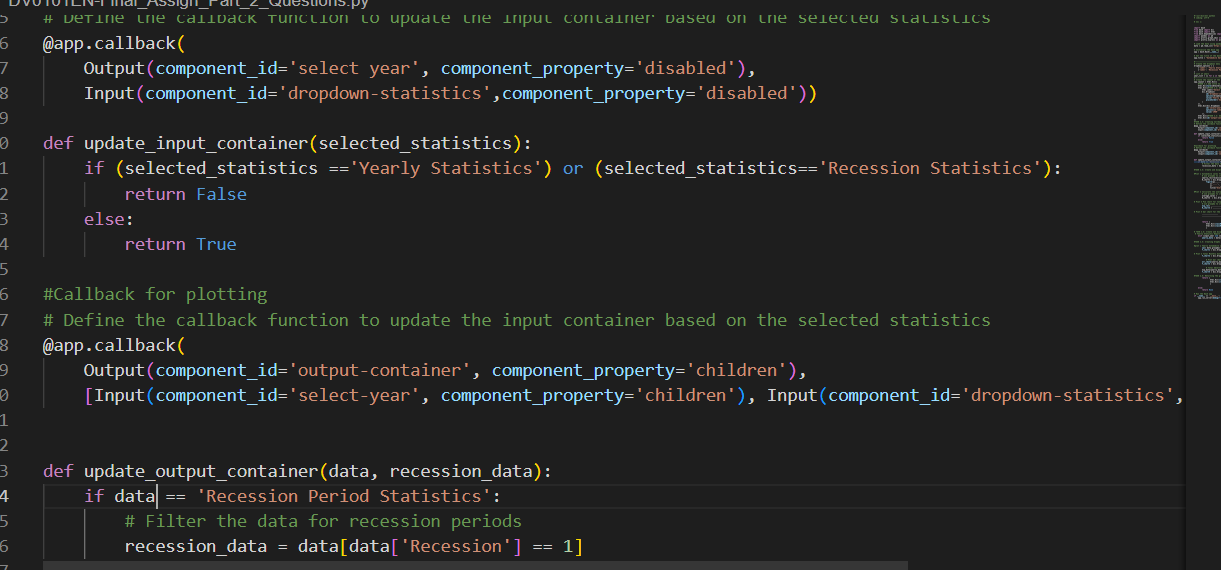 DV0101EN-Final_Assign_Part_2_Questions.py
5 # Define the callback function to update the input container based on the selected statistics
6 @app.callback(
7 Output(component_id='select year', component_property='disabled'),
8 Input(component_id='dropdown-statistics',component_property='disabled'))
9
0 def update_input_container(selected_statistics):
1 if (selected_statistics =='Yearly Statistics') or (selected_statistics=='Recession Statistics'):
2 return False
3 else:
4 return True
5
6 #Callback for plotting
7 # Define the callback function to update the input container based on the selected statistics
8 @app.callback(
9 Output(component_id='output-container', component_property='children'),
0 [Input(component_id='select-year', component_property='children'), Input(component_id='dropdown-statistics',
1
2
3 def update_output_container(data, recession_data):
4 if data == 'Recession Period Statistics':
5 # Filter the data for recession periods
6 recession_data = data[data['Recession'] == 1]
7